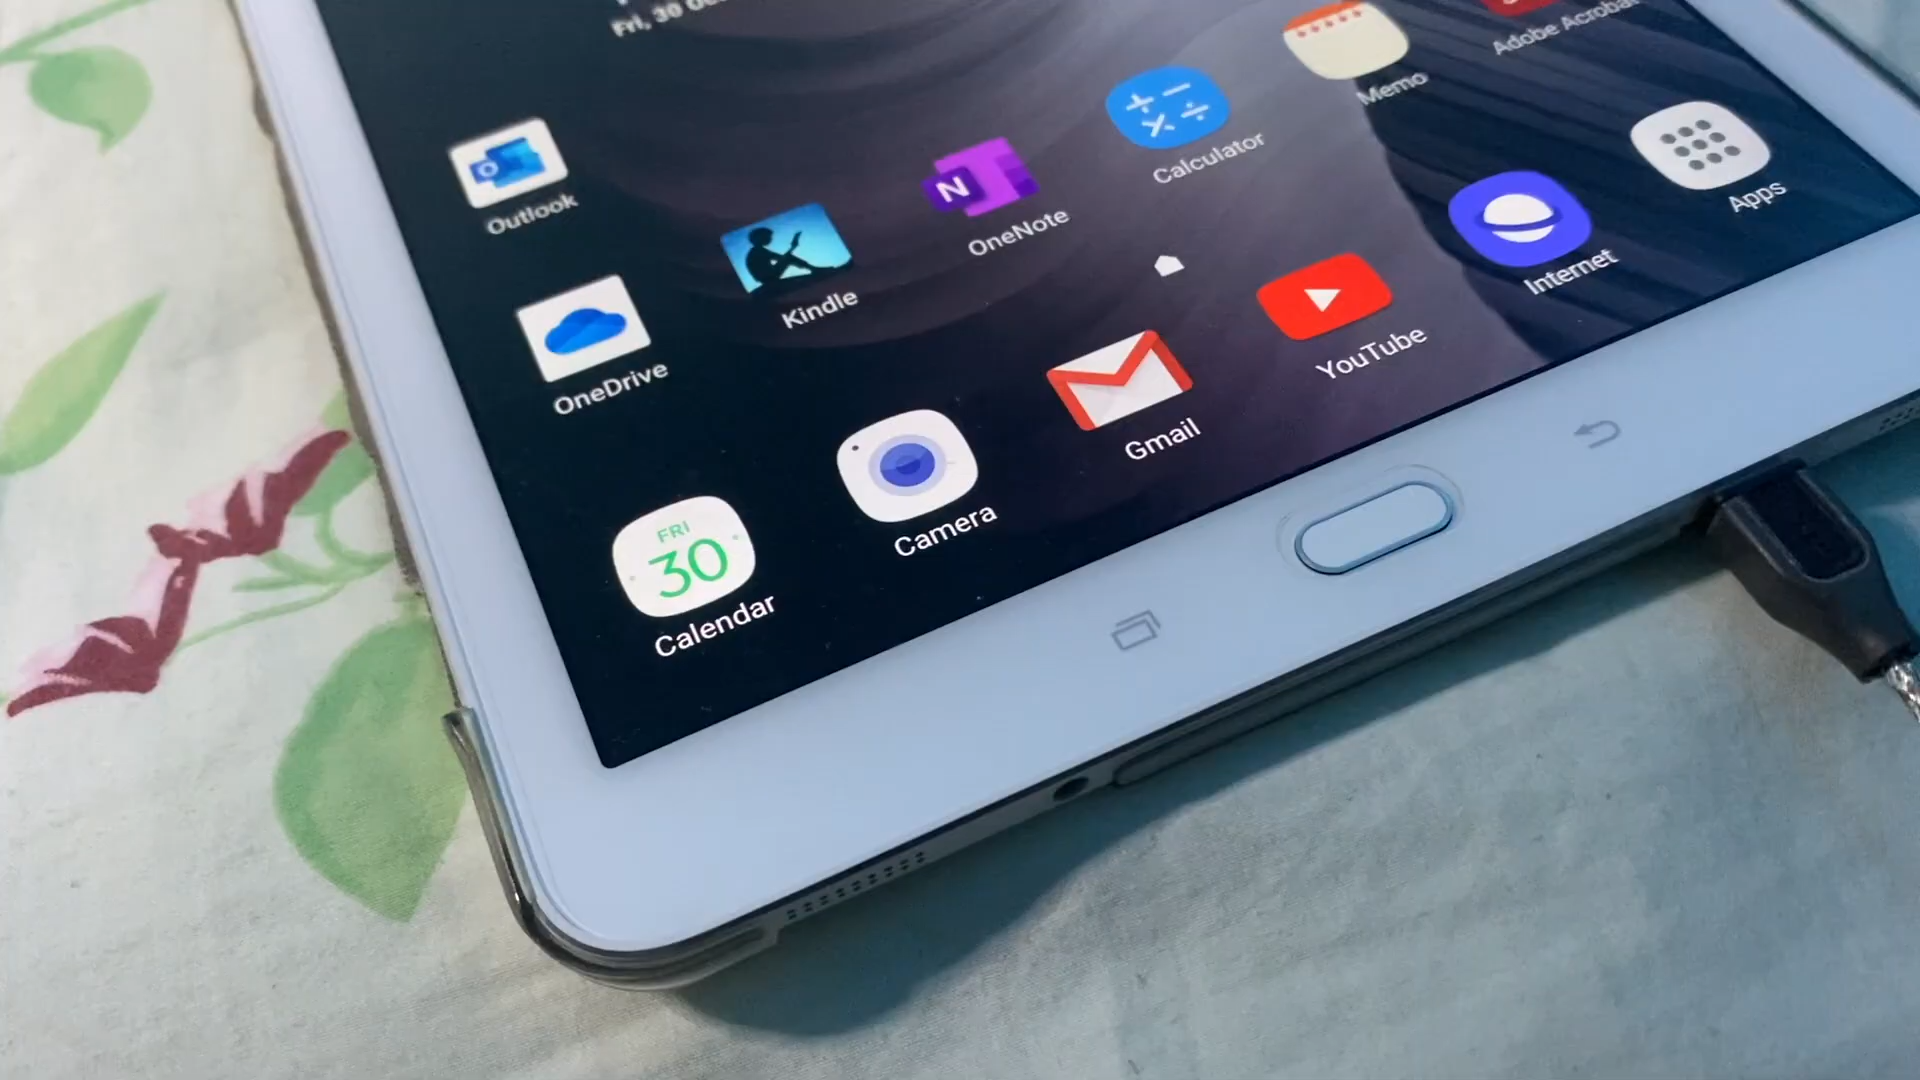 Fri, 30
Adobe Acrobat
Memo
Calculator
Outlook
N
OneNote
Apps
Kindle
Internet
OneDrive
YouTube
Gmail
Camera
FRI
30
Calendar